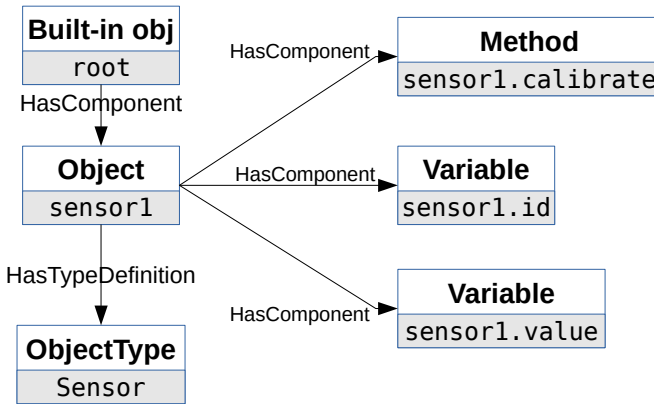 Built-in obj
root
HasComponent
Object
sensor1
HasTypeDefinition
ObjectType
Sensor
HasComponent
Method
sensor1.calibrate
HasComponent
Variable
sensor1.id
HasComponent
Variable
sensor1.value